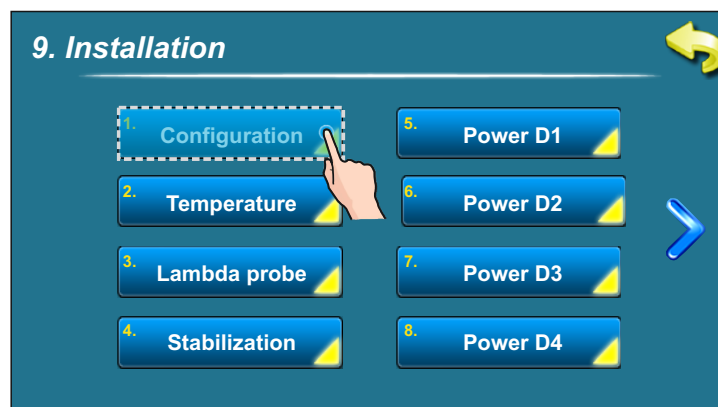 9. Installation
1. Configuration
2. Temperature
3. Lambda probe
4. Stabilization
5. Power D1
6. Power D2
7. Power D3
8. Power D4